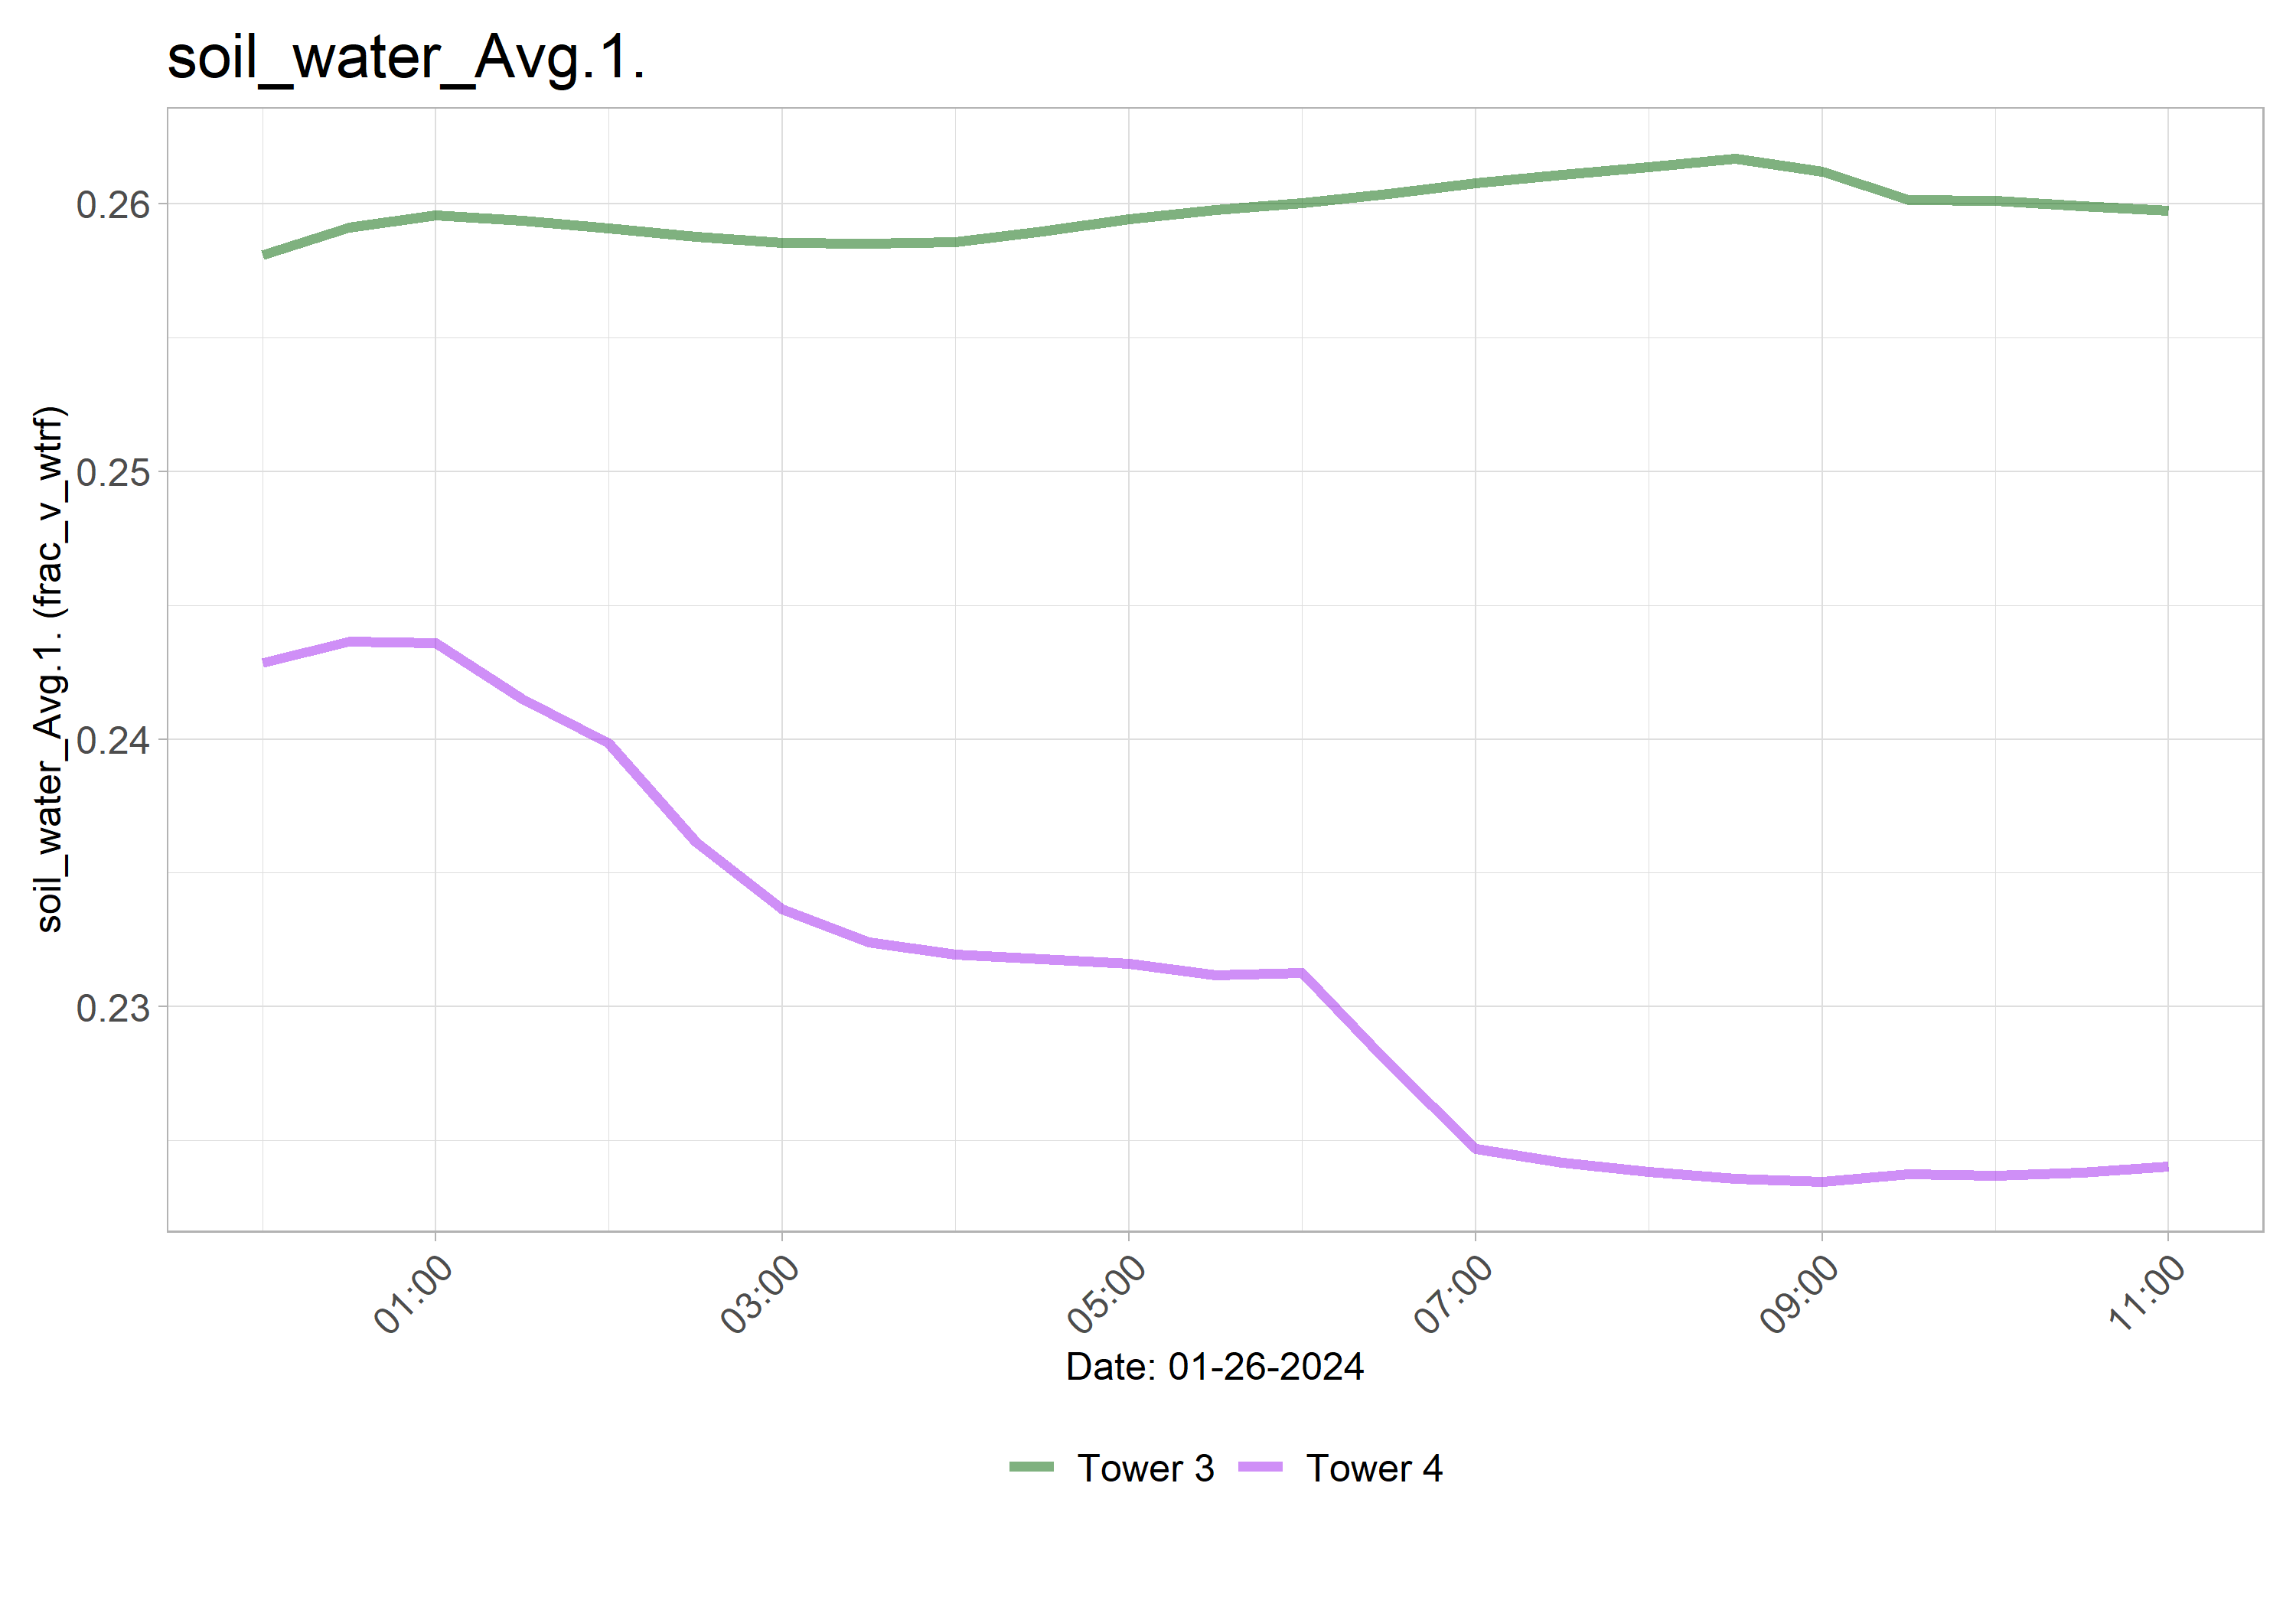 soil_water_Avg.1.
soil_water_Avg.1. (frac_v_wtrf)
0.26
0.25
0.24
0.23
01:00
03:00
05:00
07:00
09:00
11:00
Date: 01-26-2024
Tower 3
Tower 4